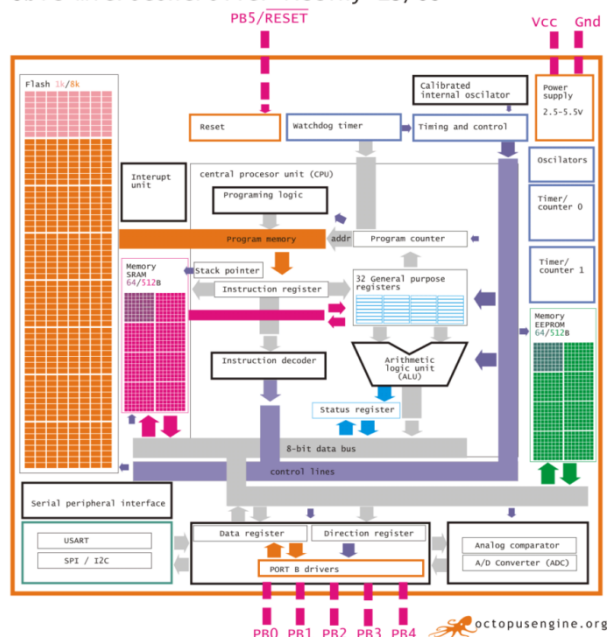 PB5/RESET
Vcc Gnd
Flash 1k/8k
Calibrated
internal oscilator
Power
supply
2.5-5.5V
Reset
Watchdog timer
Timing and control
Interupt
unit
central procesor unit (CPU)
Programing logic
Oscilators
Timer/
counter 0
Program memory
addr
Program counter
Timer/
counter 1
Memory
SRAM
64/512B
Stack pointer
Instruction register
32 General purpose
registers
Memory
EEPROM
64/512B
Instruction decoder
Arithmetic
logic unit
(ALU)
Status register
8-bit data bus
control lines
Serial peripheral interface
USART
SPI / I2C
Data register
Direction register
PORT B drivers
Analog comparator
A/D Converter (ADC)
PB0 PB1 PB2 PB3 PB4
octopusengine.org